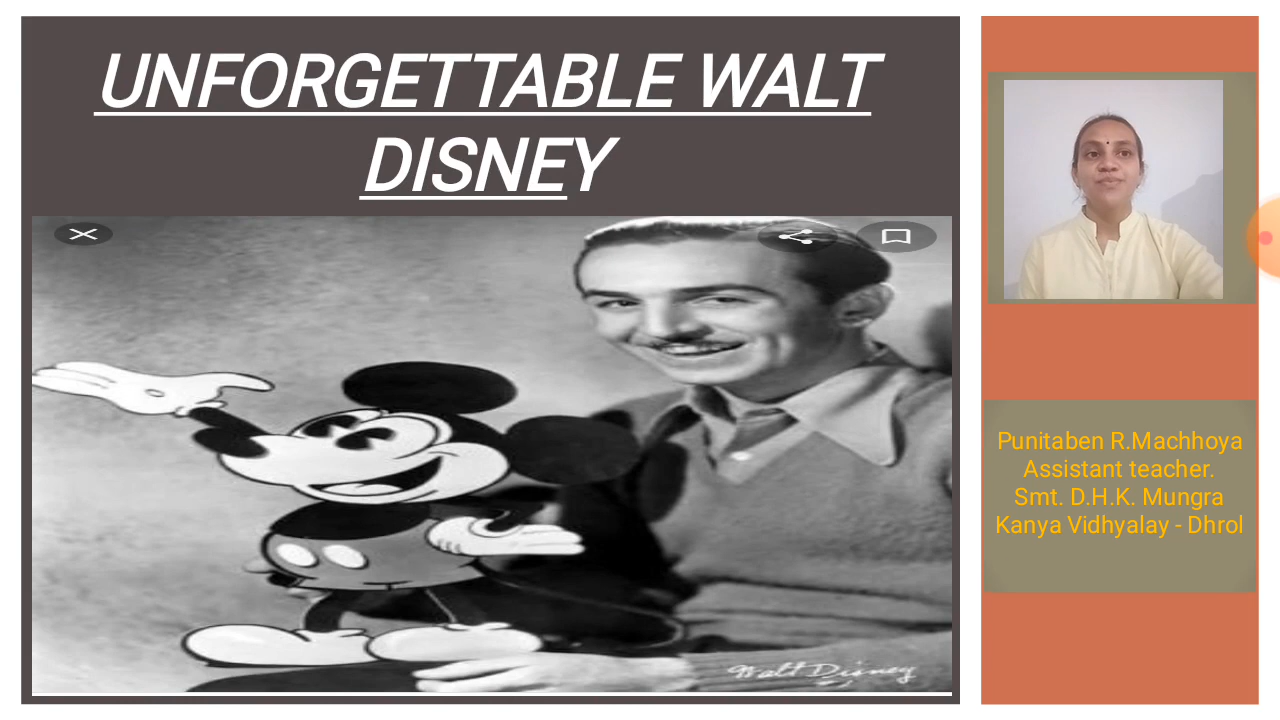 UNFORGETTABLE WALT
DISNEY
Walt Disney
Punitaben R.Machhoya
Assistant teacher.
Smt. D.H.K. Mungra
Kanya Vidhyalay - Dhrol